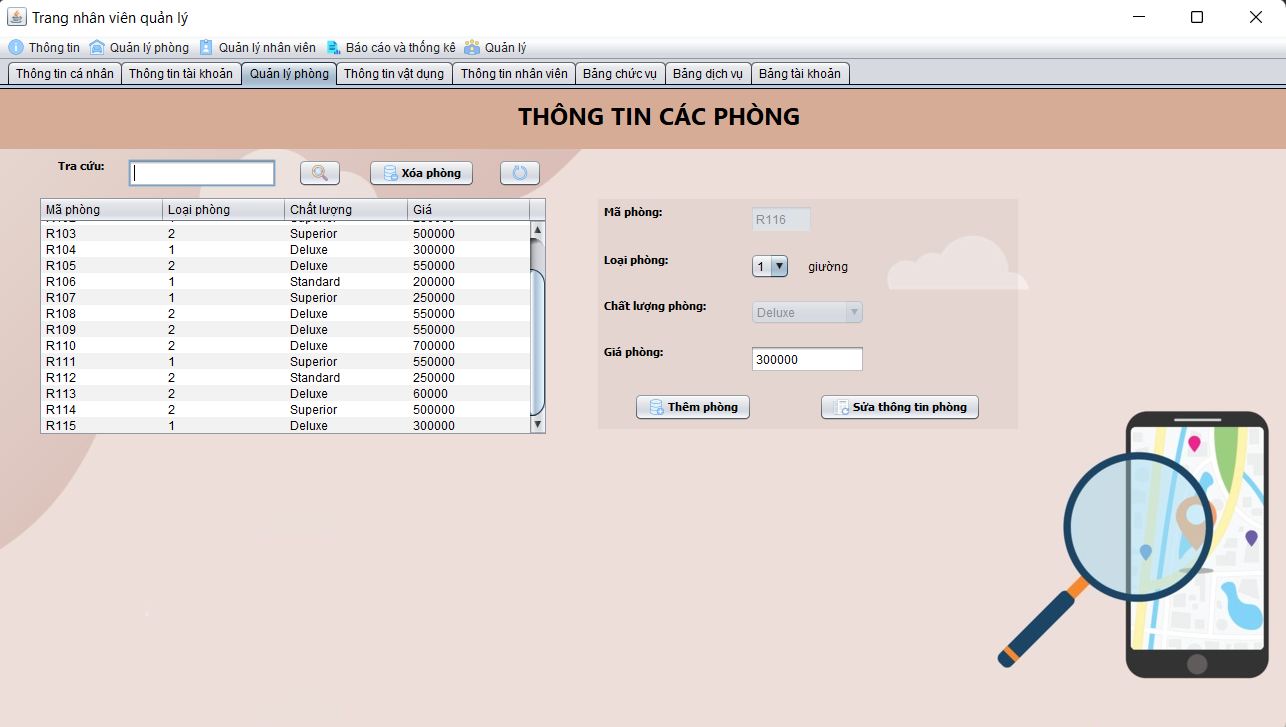 Trang nhân viên quản lý
Thông tin Quản lý phòng Quản lý nhân viên Báo cáo và thống kê Quản lý
Thông tin cá nhân Thông tin tài khoản Quản lý phòng Thông tin vật dụng Thông tin nhân viên Bảng chức vụ Bảng dịch vụ Bảng tài khoản
THÔNG TIN CÁC PHÒNG
Tra cứu: Xóa phòng
Mã phòng Loại phòng Chất lượng Giá
R103 2 Superior 500000
R104 1 Deluxe 300000
R105 2 Deluxe 550000
R106 1 Standard 200000
R107 1 Superior 250000
R108 2 Deluxe 550000
R109 2 Deluxe 550000
R110 2 Deluxe 700000
R111 1 Superior 550000
R112 2 Standard 250000
R113 2 Deluxe 60000
R114 2 Superior 500000
R115 1 Deluxe 300000
Mã phòng: R116
Loại phòng: 1 giường
Chất lượng phòng: Deluxe
Giá phòng: 300000
Thêm phòng Sửa thông tin phòng